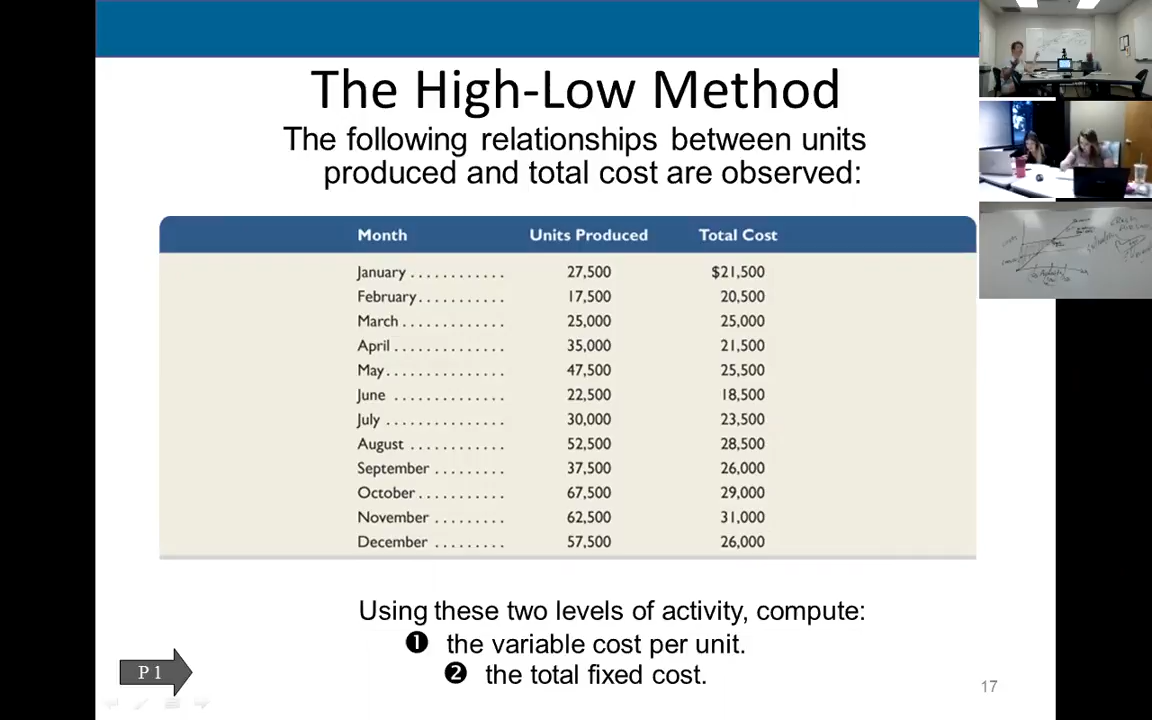 The High-Low Method
The following relationships between units
produced and total cost are observed:
Month Units Produced Total Cost
January . . . . . . . . . . . . 27,500 $21,500
February . . . . . . . . . . . 17,500 20,500
March . . . . . . . . . . . . . 25,000 25,000
April . . . . . . . . . . . . . . 35,000 21,500
May . . . . . . . . . . . . . . 47,500 25,500
June . . . . . . . . . . . . . . 22,500 18,500
July . . . . . . . . . . . . . . . 30,000 23,500
August . . . . . . . . . . . . 52,500 28,500
September . . . . . . . . . 37,500 26,000
October . . . . . . . . . . . 67,500 29,000
November . . . . . . . . . 62,500 31,000
December . . . . . . . . . 57,500 26,000
Using these two levels of activity, compute:
❶ the variable cost per unit.
❷ the total fixed cost.
P 1
17